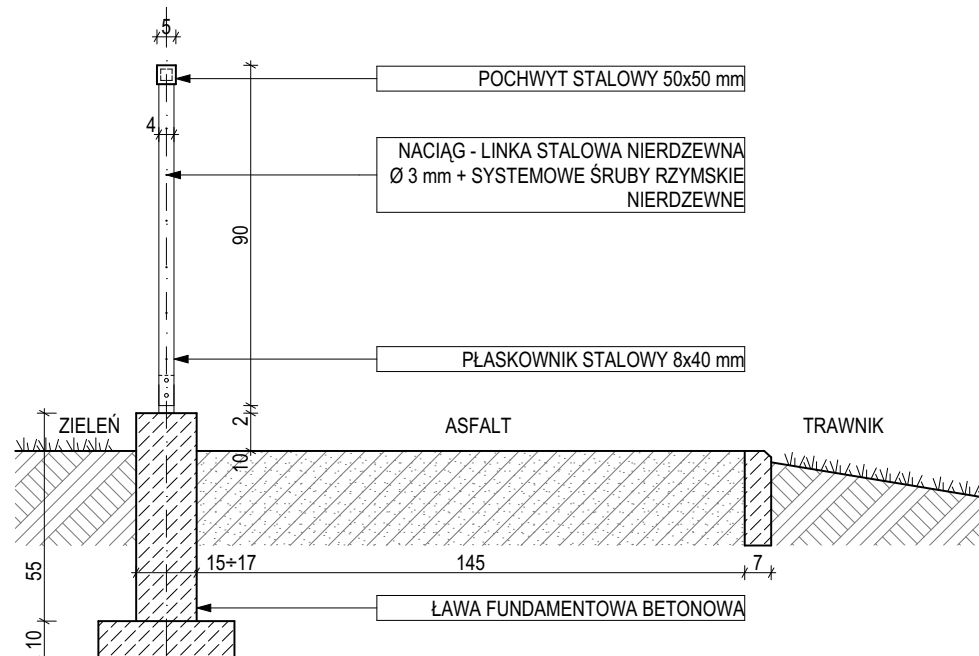 5
POCHWYT STALOWY 50x50 mm
4
NACIĄG - LINKA STALOWA NIERDZEWNA
Ø 3 mm + SYSTEMOWE ŚRUBY RZYMSKIE
NIERDZEWNE
90
PŁASKOWNIK STALOWY 8x40 mm
2
ZIELEŃ
ASFALT
TRAWNIK
10
55
15÷17
145
7
ŁAWA FUNDAMENTOWA BETONOWA
10